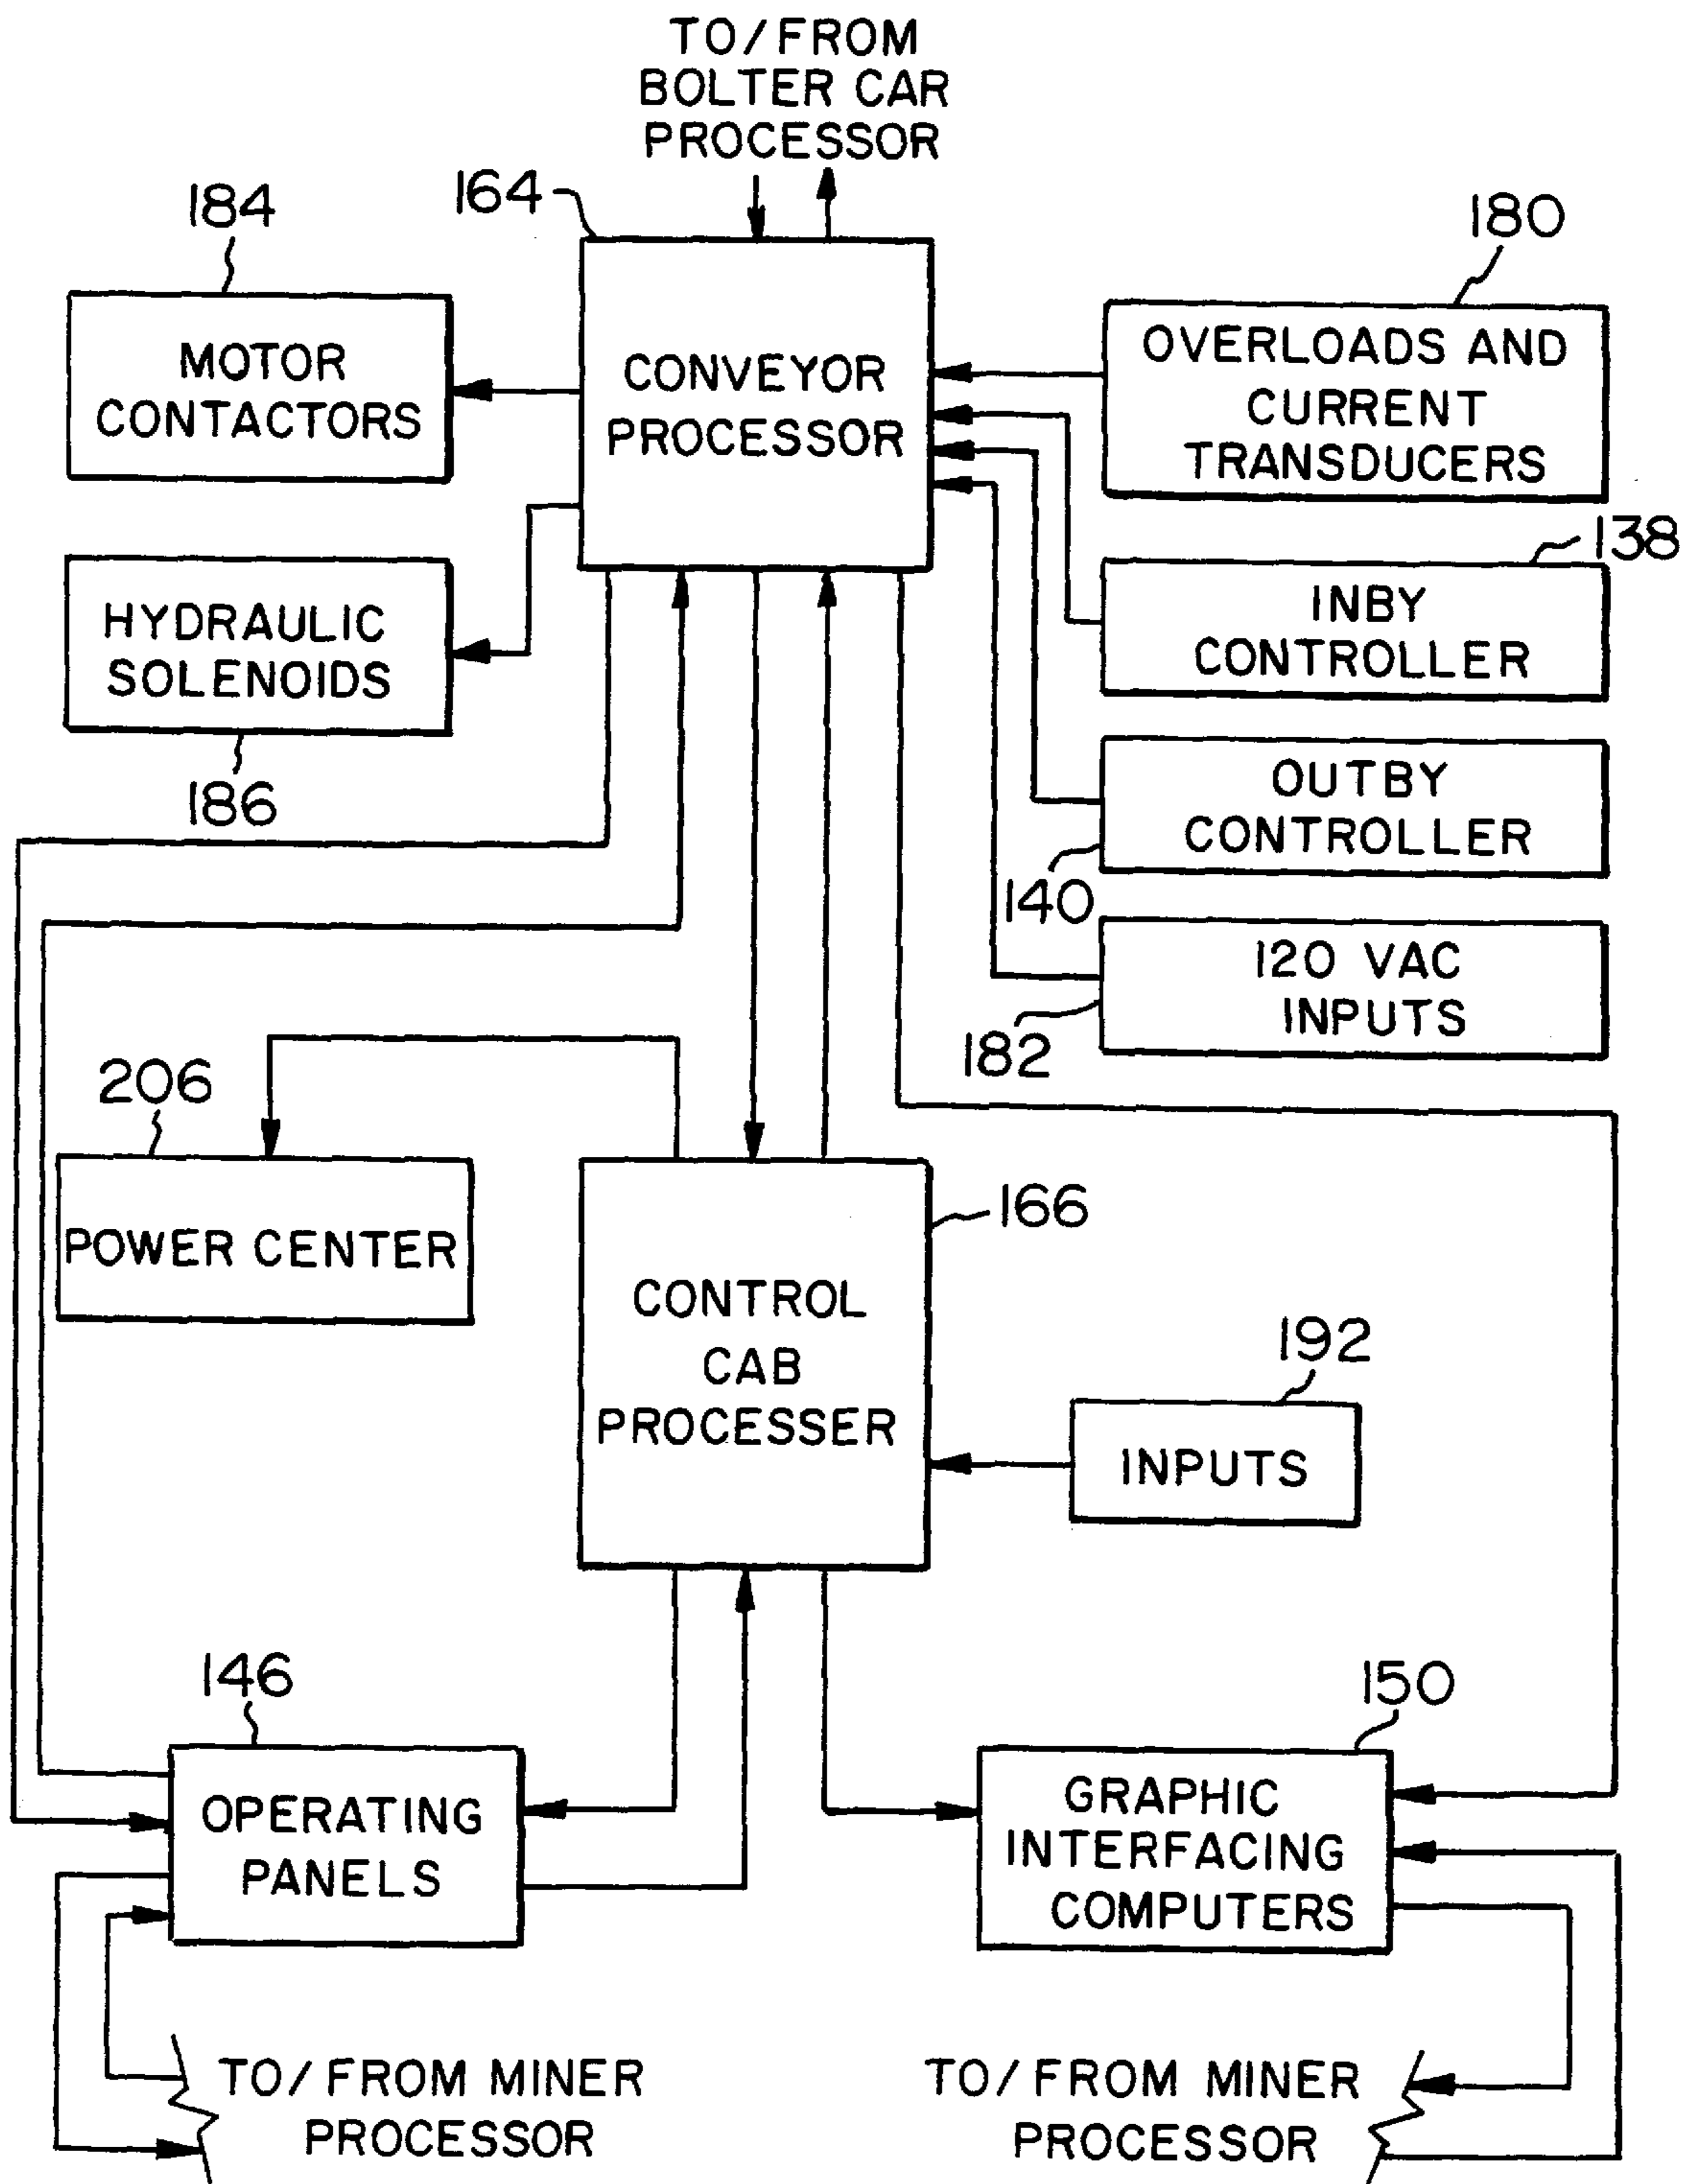 TO/FROM
BOLTER CAR
PROCESSOR
184
164
180
MOTOR
CONTACTORS
CONVEYOR
PROCESSOR
OVERLOADS AND
CURRENT
TRANSDUCERS
138
HYDRAULIC
SOLENOIDS
INBY
CONTROLLER
186
OUTBY
CONTROLLER
140
120 VAC
INPUTS
182
206
POWER CENTER
166
CONTROL
CAB
PROCESSER
192
INPUTS
146
150
OPERATING
PANELS
GRAPHIC
INTERFACING
COMPUTERS
TO/FROM MINER
PROCESSOR
TO/FROM MINER
PROCESSOR